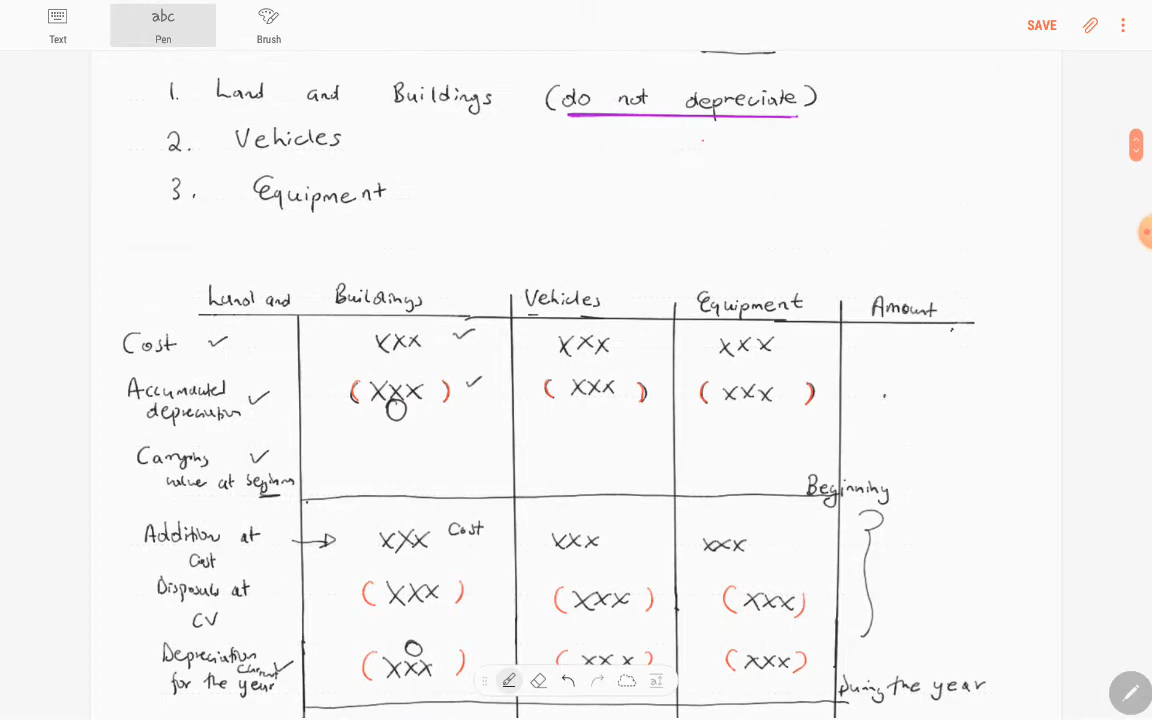 Text
abc
Pen
Brush
SAVE
1. Land and Buildings (do not depreciate)
2. Vehicles
3. Equipment
Land and Buildings Vehicles Equipment Amount
Cost ✓ XXX ✓ XXX XXX
Accumulated (XXX) ✓ (XXX) (XXX)
depreciation ✓
Carrying ✓
value at begin
Beginning
Addition at → XXX Cost XXX XXX
Cost
Disposals at (XXX) (XXX) (XXX)
CV
Depreciation (XXX) (XXX) (XXX)
current
for the year ✓
During the year